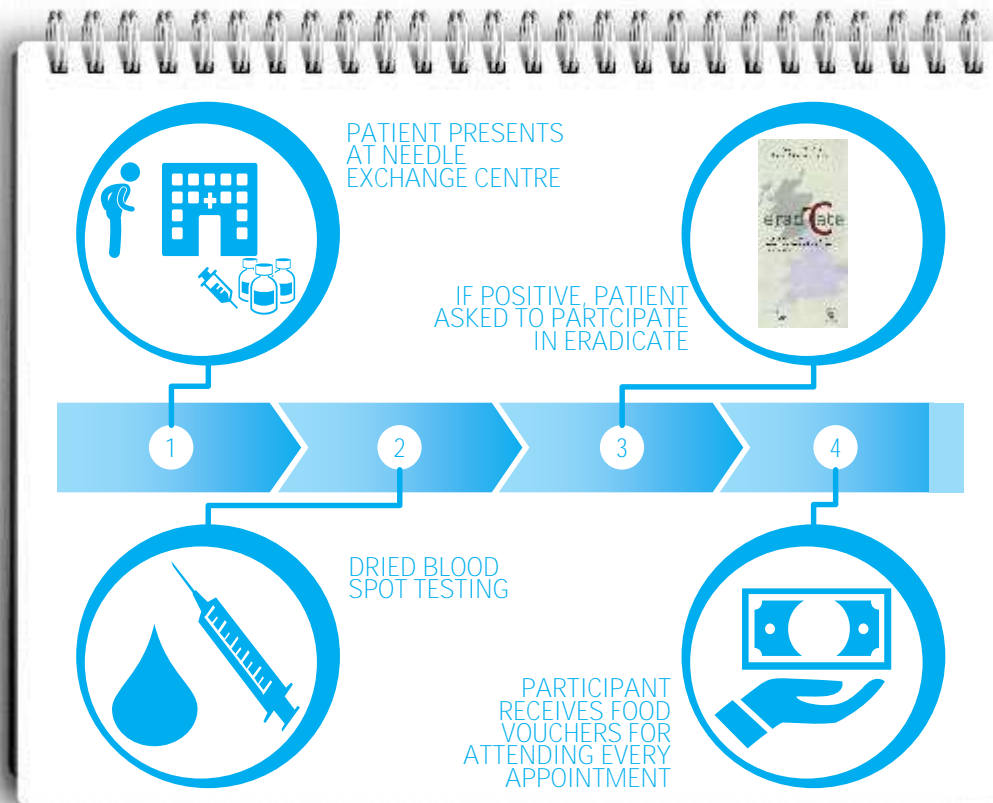 PATIENT PRESENTS
AT NEEDLE
EXCHANGE CENTRE
eradiCate
IF POSITIVE, PATIENT
ASKED TO PARTCIPATE
IN ERADICATE
1
2
3
4
DRIED BLOOD
SPOT TESTING
PARTICIPANT
RECEIVES FOOD
VOUCHERS FOR
ATTENDING EVERY
APPOINTMENT